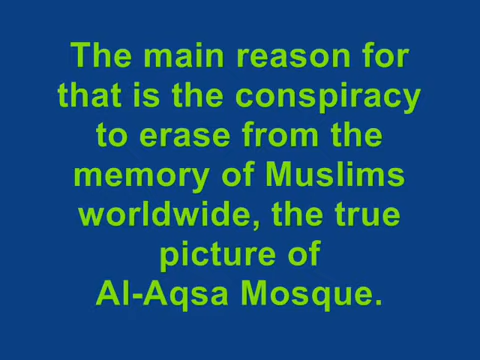 The main reason for
that is the conspiracy
to erase from the
memory of Muslims
worldwide, the true
picture of
Al-Aqsa Mosque.